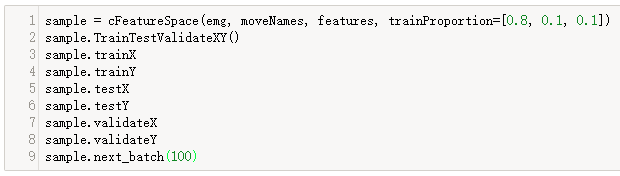 1 sample = cFeatureSpace(emg, moveNames, features, trainProportion=[0.8, 0.1, 0.1])
2 sample.TrainTestValidateXY()
3 sample.trainX
4 sample.trainY
5 sample.testX
6 sample.testY
7 sample.validateX
8 sample.validateY
9 sample.next_batch(100)